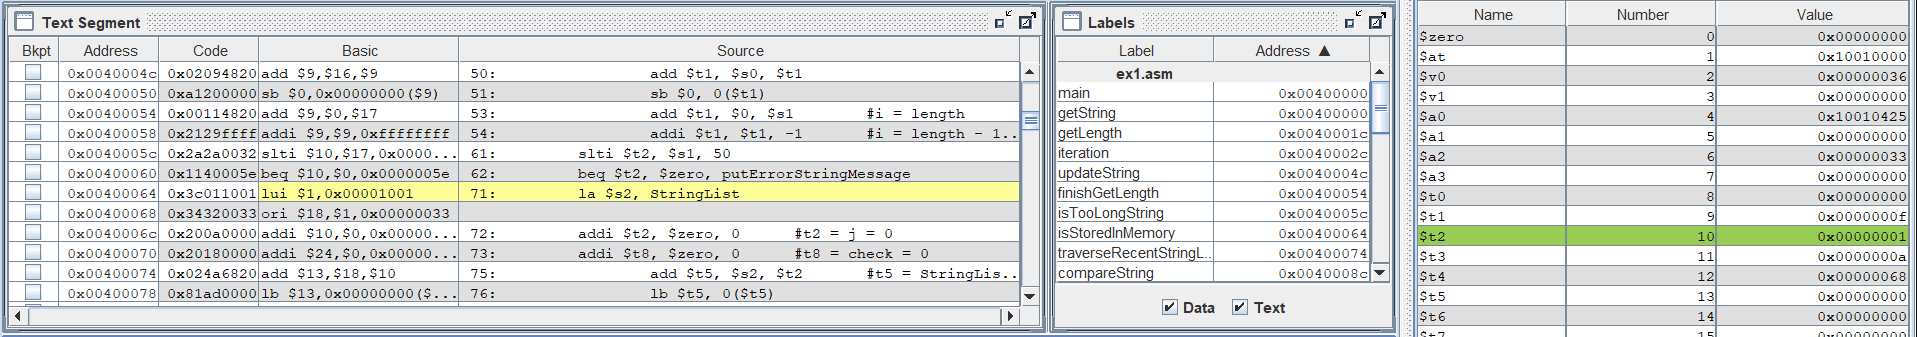 Text Segment
Bkpt Address Code Basic Source
0x0040004c 0x02094820 add $9,$16,$9 50: add $t1, $s0, $t1
0x00400050 0xa1200000 sb $0,0x00000000($9) 51: sb $0, 0($t1)
0x00400054 0x00114820 add $9,$0,$17 53: add $t1, $0, $s1 #i = length
0x00400058 0x2129ffff addi $9,$9,0xffffffff 54: addi $t1, $t1, -1 #i = length - 1...
0x0040005c 0x2a2a0032 slti $10,$17,0x0000... 61: slti $t2, $s1, 50
0x00400060 0x1140005e beq $10,$0,0x0000005e 62: beq $t2, $zero, putErrorStringMessage
0x00400064 0x3c011001 lui $1,0x00001001 71: la $s2, StringList
0x00400068 0x34320033 ori $18,$1,0x00000033
0x0040006c 0x200a0000 addi $10,$0,0x0000... 72: addi $t2, $zero, 0 #t2 = j = 0
0x00400070 0x20180000 addi $24,$0,0x0000... 73: addi $t8, $zero, 0 #t8 = check = 0
0x00400074 0x024a6820 add $13,$18,$10 75: add $t5, $s2, $t2 #t5 = StringLis...
0x00400078 0x81ad0000 lb $13,0x00000000($... 76: lb $t5, 0($t5)
Labels
Label Address ▲
ex1.asm
main 0x00400000
getString 0x00400000
getLength 0x0040001c
iteration 0x0040002c
updateString 0x0040004c
finishGetLength 0x00400054
isTooLongString 0x0040005c
isStoredInMemory 0x00400064
traverseRecentStringL... 0x00400074
compareString 0x0040008c
Data Text
Name Number Value
$zero 0 0x00000000
$at 1 0x10010000
$v0 2 0x00000036
$v1 3 0x00000000
$a0 4 0x10010425
$a1 5 0x00000000
$a2 6 0x00000033
$a3 7 0x00000000
$t0 8 0x00000000
$t1 9 0x0000000f
$t2 10 0x00000001
$t3 11 0x0000000a
$t4 12 0x00000068
$t5 13 0x00000000
$t6 14 0x00000000
$t7 15 0x00000000